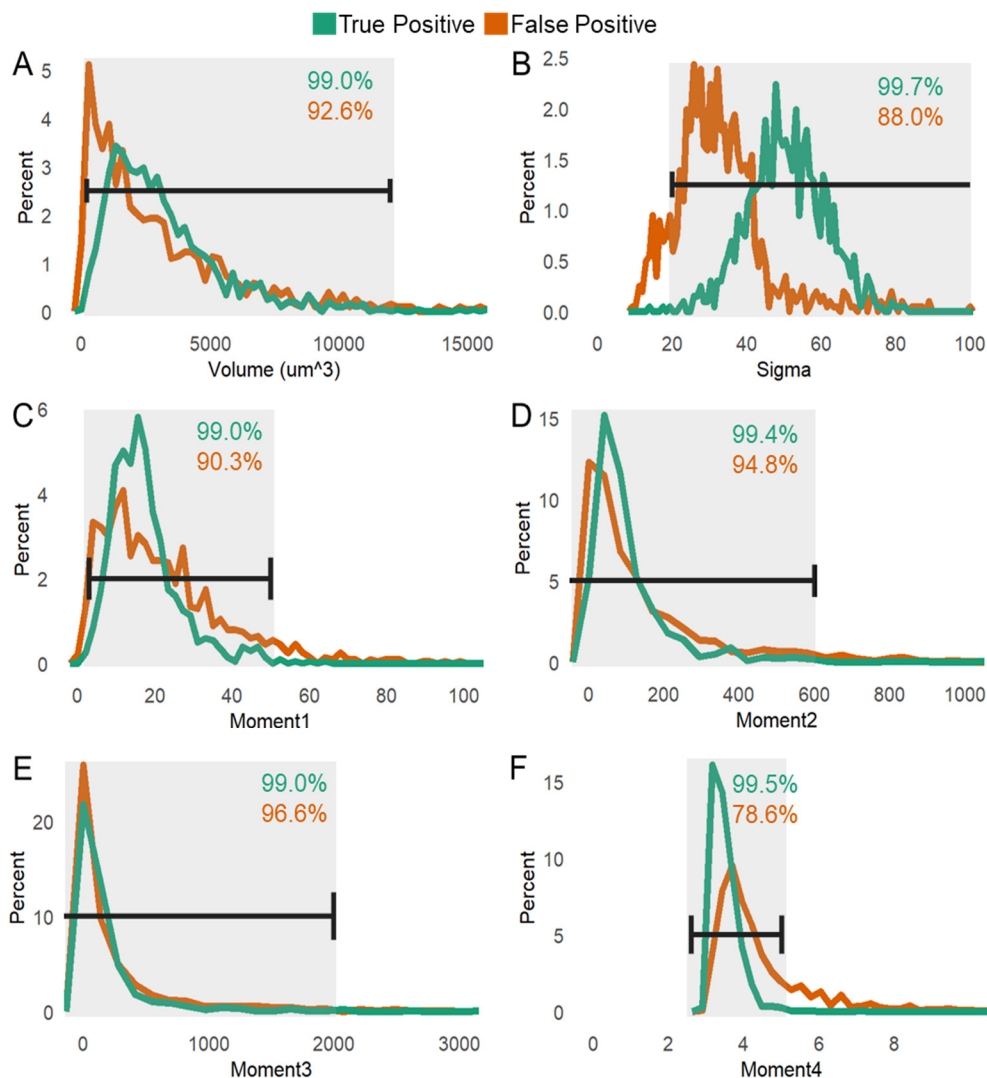 True Positive False Positive
A
99.0%
92.6%
5
4
3
2
1
0
Percent
0 5000 10000 15000
Volume (um^3)
B
99.7%
88.0%
2.5
2.0
1.5
1.0
0.5
0.0
Percent
0 20 40 60 80 100
Sigma
C
99.0%
90.3%
6
4
2
0
Percent
0 20 40 60 80 100
Moment1
D
99.4%
94.8%
15
10
5
0
Percent
0 200 400 600 800 1000
Moment2
E
99.0%
96.6%
20
10
0
Percent
0 1000 2000 3000
Moment3
F
99.5%
78.6%
15
10
5
0
Percent
0 2 4 6 8
Moment4